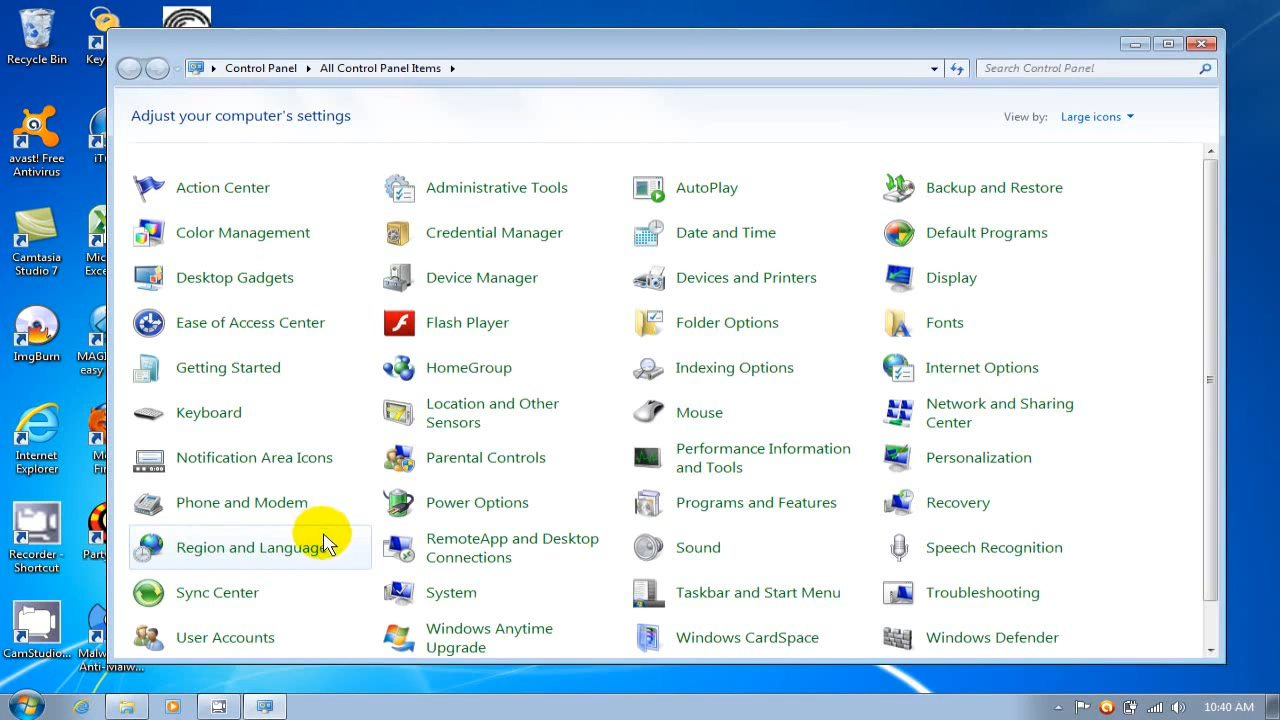 Recycle Bin
Key
avast! Free
Antivirus
iT
Camtasia
Studio 7
Mic
Exce
ImgBurn
MAGI
easy
Internet
Explorer
Mo
Fir
Recorder -
Shortcut
Party
CamStudio...
Malw
Anti-Malw...
Control Panel
All Control Panel Items
Search Control Panel
Adjust your computer's settings
View by:
Large icons
Action Center
Administrative Tools
AutoPlay
Backup and Restore
Color Management
Credential Manager
Date and Time
Default Programs
Desktop Gadgets
Device Manager
Devices and Printers
Display
Ease of Access Center
Flash Player
Folder Options
Fonts
Getting Started
HomeGroup
Indexing Options
Internet Options
Keyboard
Location and Other
Sensors
Mouse
Network and Sharing
Center
Notification Area Icons
Parental Controls
Performance Information
and Tools
Personalization
Phone and Modem
Power Options
Programs and Features
Recovery
Region and Language
RemoteApp and Desktop
Connections
Sound
Speech Recognition
Sync Center
System
Taskbar and Start Menu
Troubleshooting
User Accounts
Windows Anytime
Upgrade
Windows CardSpace
Windows Defender
10:40 AM